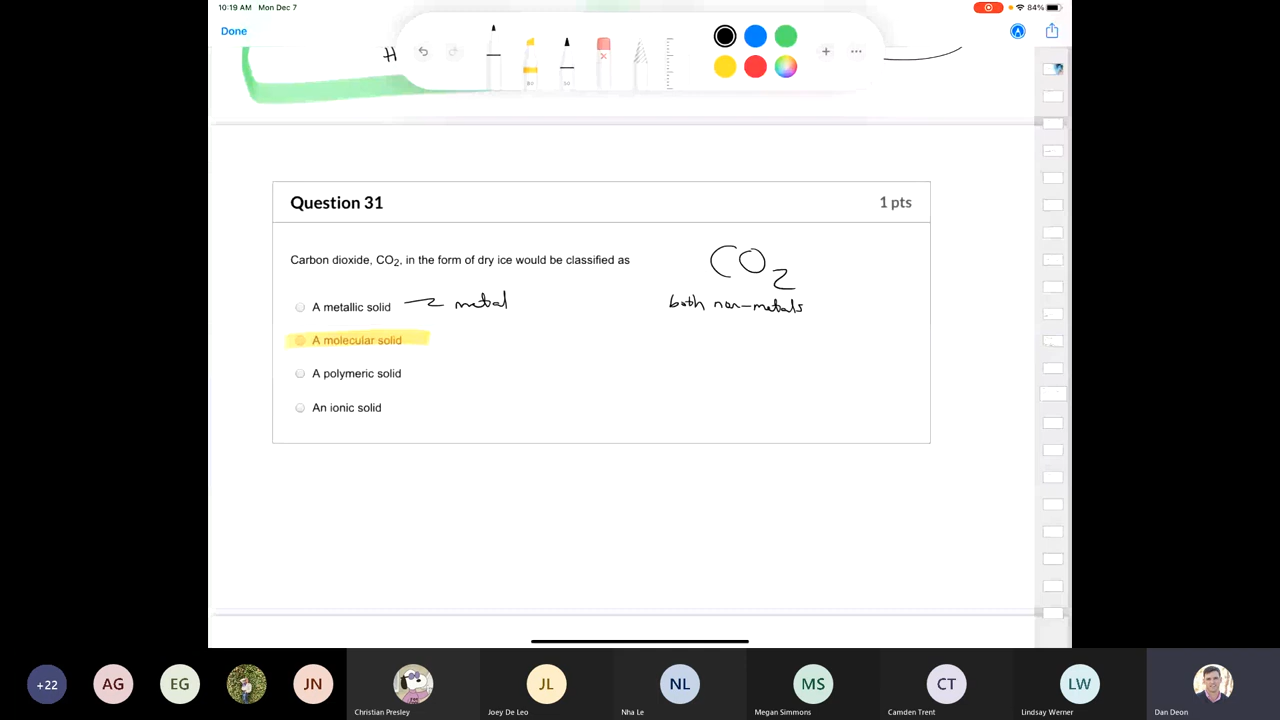 10:19 AM Mon Dec 7
84%
Done
H
Question 31
1 pts
Carbon dioxide, CO2, in the form of dry ice would be classified as
CO2
A metallic solid
metal
both non-metals
A molecular solid
A polymeric solid
An ionic solid
+22
AG
EG
JN
JL
NL
MS
CT
LW
Christian Presley
Joey De Leo
Nha Le
Megan Simmons
Camden Trent
Lindsay Werner
Dan Deon